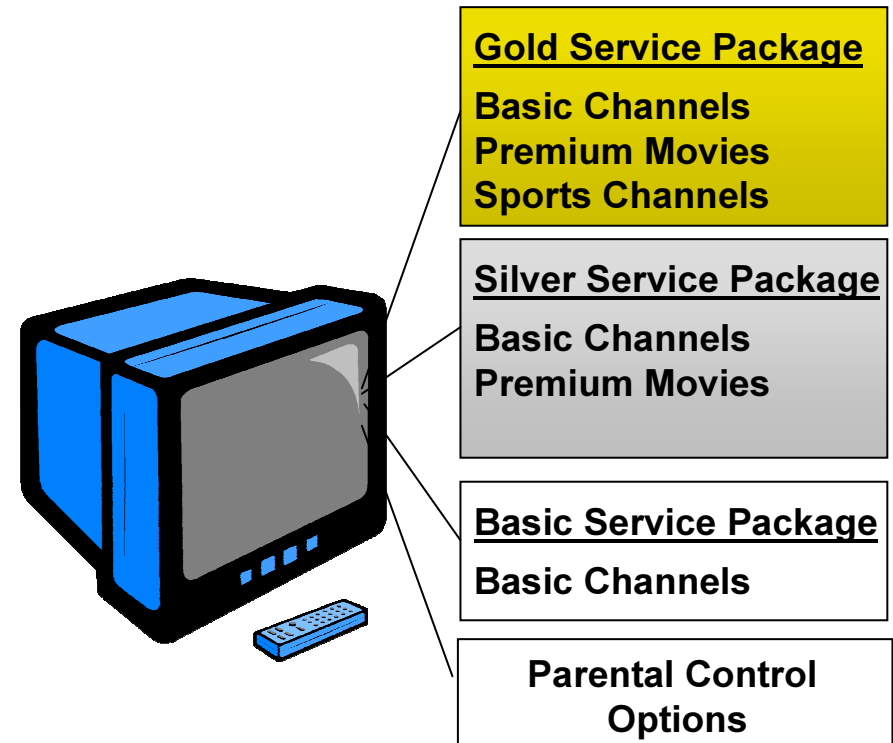 Gold Service Package
Basic Channels
Premium Movies
Sports Channels
Silver Service Package
Basic Channels
Premium Movies
Basic Service Package
Basic Channels
Parental Control
Options